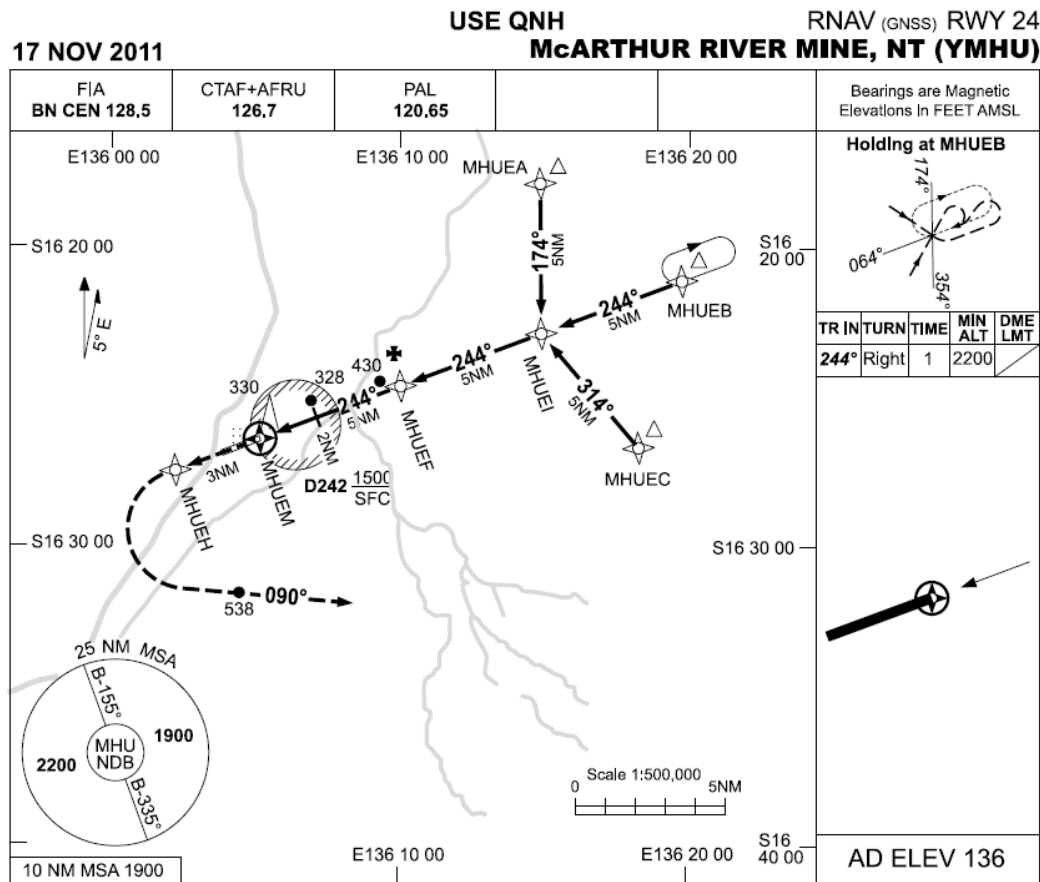 USE QNH
RNAV (GNSS) RWY 24
17 NOV 2011
McARTHUR RIVER MINE, NT (YMHU)
FIA
BN CEN 128.5
CTAF+AFRU
126.7
PAL
120.65
Bearings are Magnetic
Elevations in FEET AMSL
E136 00 00
E136 10 00
E136 20 00
Holding at MHUEB
174°
064°
354°
TR IN TURN TIME MIN ALT DME LMT
244° Right 1 2200
MHUEA
S16 20 00
S16
20 00
174°
5NM
244°
5NM
MHUEB
5° E
244°
5NM
MHUEI
314°
5NM
MHUEC
430
328
330
244°
5NM
MHUEF
2NM
D242 1500
SFC
MHUEM
3NM
MHUEH
S16 30 00
S16 30 00
090°
538
25 NM MSA
B-155°
1900
MHU
NDB
2200
B-335°
Scale 1:500,000
0 5NM
E136 10 00
E136 20 00
S16
40 00
10 NM MSA 1900
AD ELEV 136